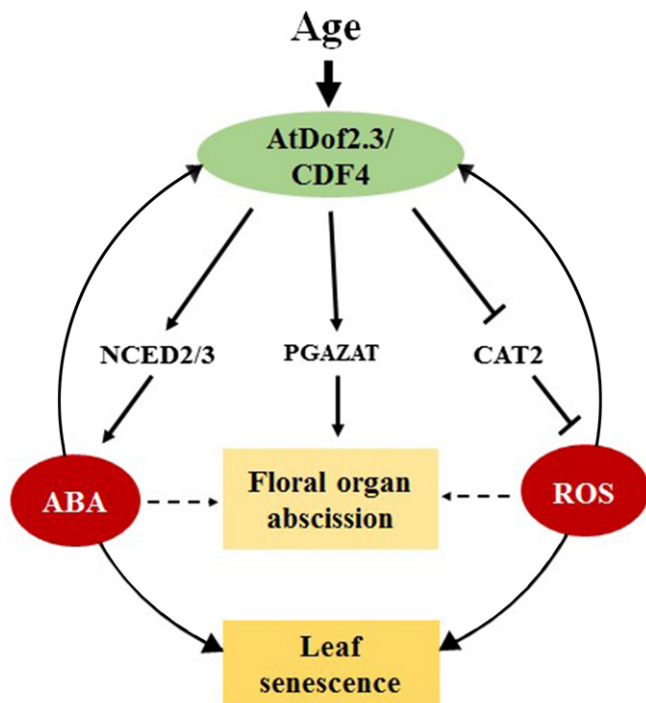 Age
AtDof2.3/
CDF4
NCED2/3
PGAZAT
CAT2
ABA
Floral organ
abscission
ROS
Leaf
senescence